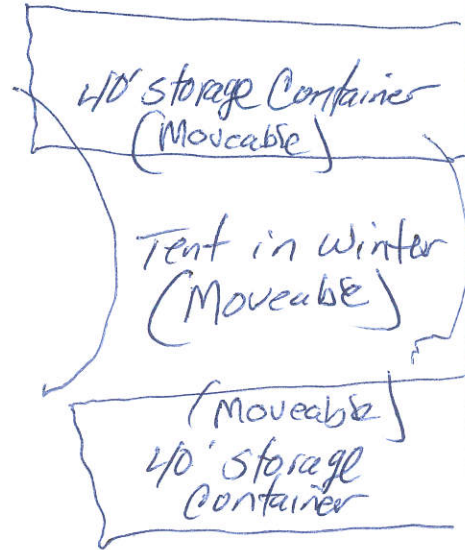 40' Storage Container
(Moveable)
Tent in Winter
(Moveable)
(Moveable)
40' Storage
Container